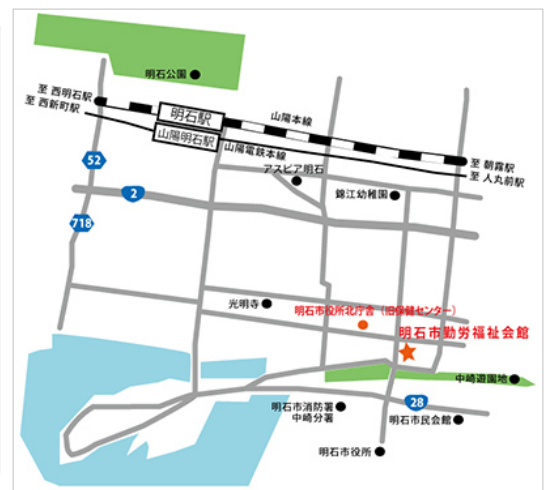 明石公園
至 西明石駅
至 西新町駅
明石駅
山陽明石駅
山陽本線
山陽電鉄本線
至 朝霧駅
至 人丸前駅
アスピア明石
錦江幼稚園
52
2
718
光明寺
明石市役所北庁舎（旧保健センター）
明石市勤労福祉会館
中崎遊園地
28
明石市消防署
中崎分署
明石市民会館
明石市役所